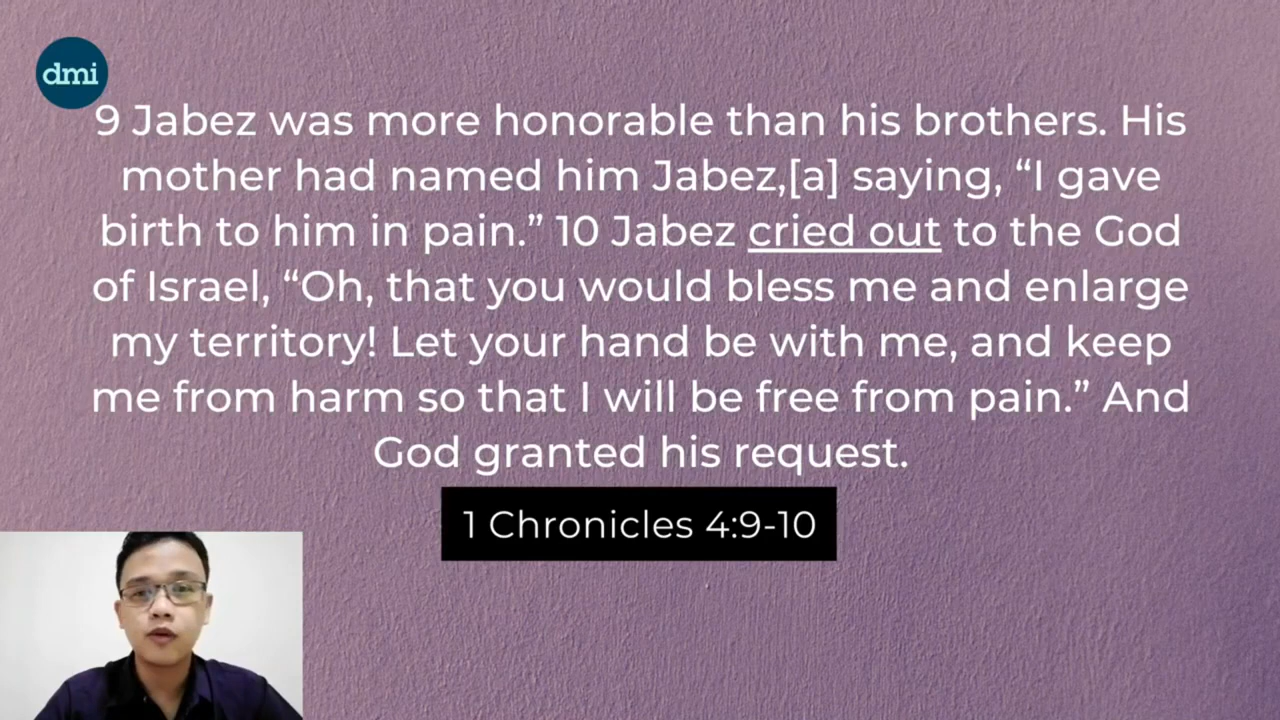 dmi
9 Jabez was more honorable than his brothers. His
mother had named him Jabez,[a] saying, “I gave
birth to him in pain.” 10 Jabez cried out to the God
of Israel, “Oh, that you would bless me and enlarge
my territory! Let your hand be with me, and keep
me from harm so that I will be free from pain.” And
God granted his request.
1 Chronicles 4:9-10